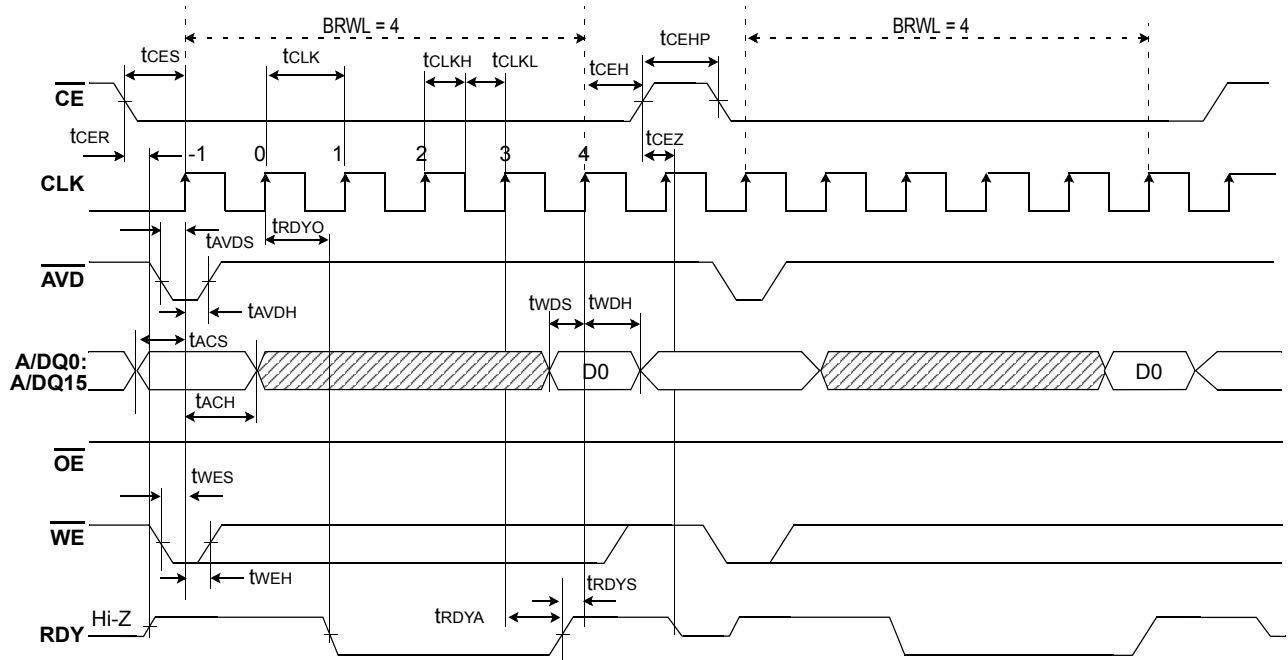 BRWL = 4 BRWL = 4
tCES tCLK tCLKH tCLKL tCEH tCEHP
CE
tCER tCEZ
-1 0 1 2 3 4
CLK
tRDYO
tAVDS
AVD
tAVDH tWDS tWDH
tACS
A/DQ0:
A/DQ15 D0 D0
tACH
OE
tWES
WE
tWEH tRDYS
tRDYA
Hi-Z
RDY